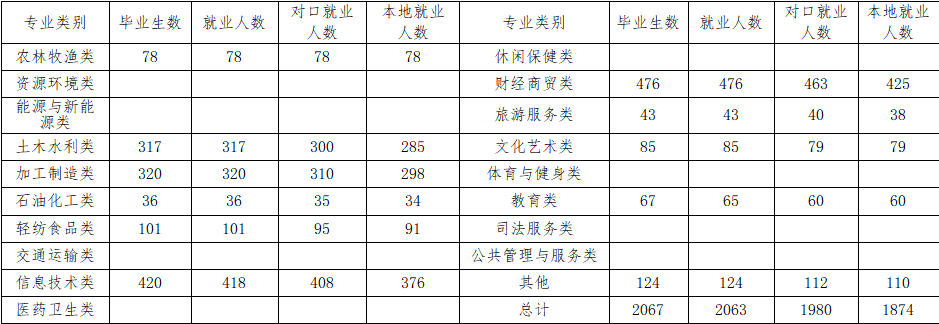 专业类别 毕业生数 就业人数 对口就业人数 本地就业人数 专业类别 毕业生数 就业人数 对口就业人数 本地就业人数
农林牧渔类 78 78 78 78 休闲保健类
资源环境类 财经商贸类 476 476 463 425
能源与新能源类 旅游服务类 43 43 40 38
土木水利类 317 317 300 285 文化艺术类 85 85 79 79
加工制造类 320 320 310 298 体育与健身类
石油化工类 36 36 35 34 教育类 67 65 60 60
轻纺食品类 101 101 95 91 司法服务类
交通运输类 公共管理与服务类
信息技术类 420 418 408 376 其他 124 124 112 110
医药卫生类 总计 2067 2063 1980 1874